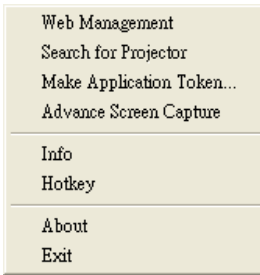 Web Management
Search for Projector
Make Application Token...
Advance Screen Capture
Info
Hotkey
About
Exit